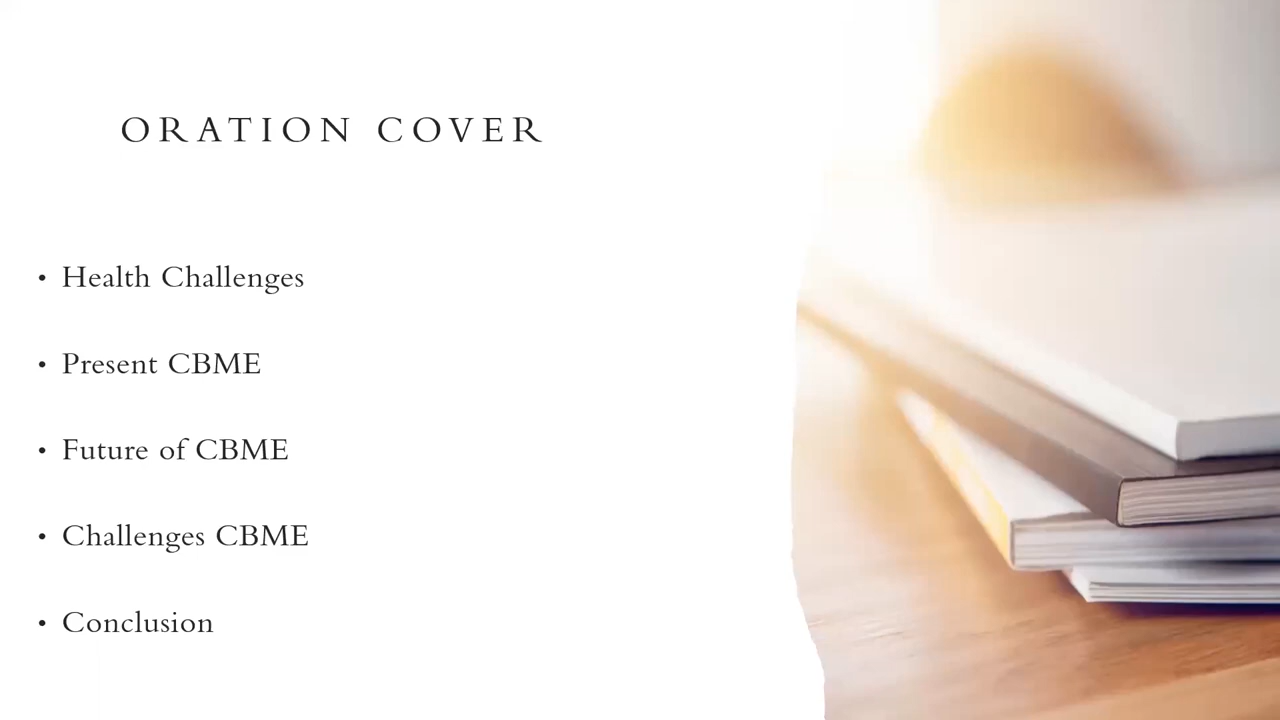 ORATION COVER
• Health Challenges
• Present CBME
• Future of CBME
• Challenges CBME
• Conclusion